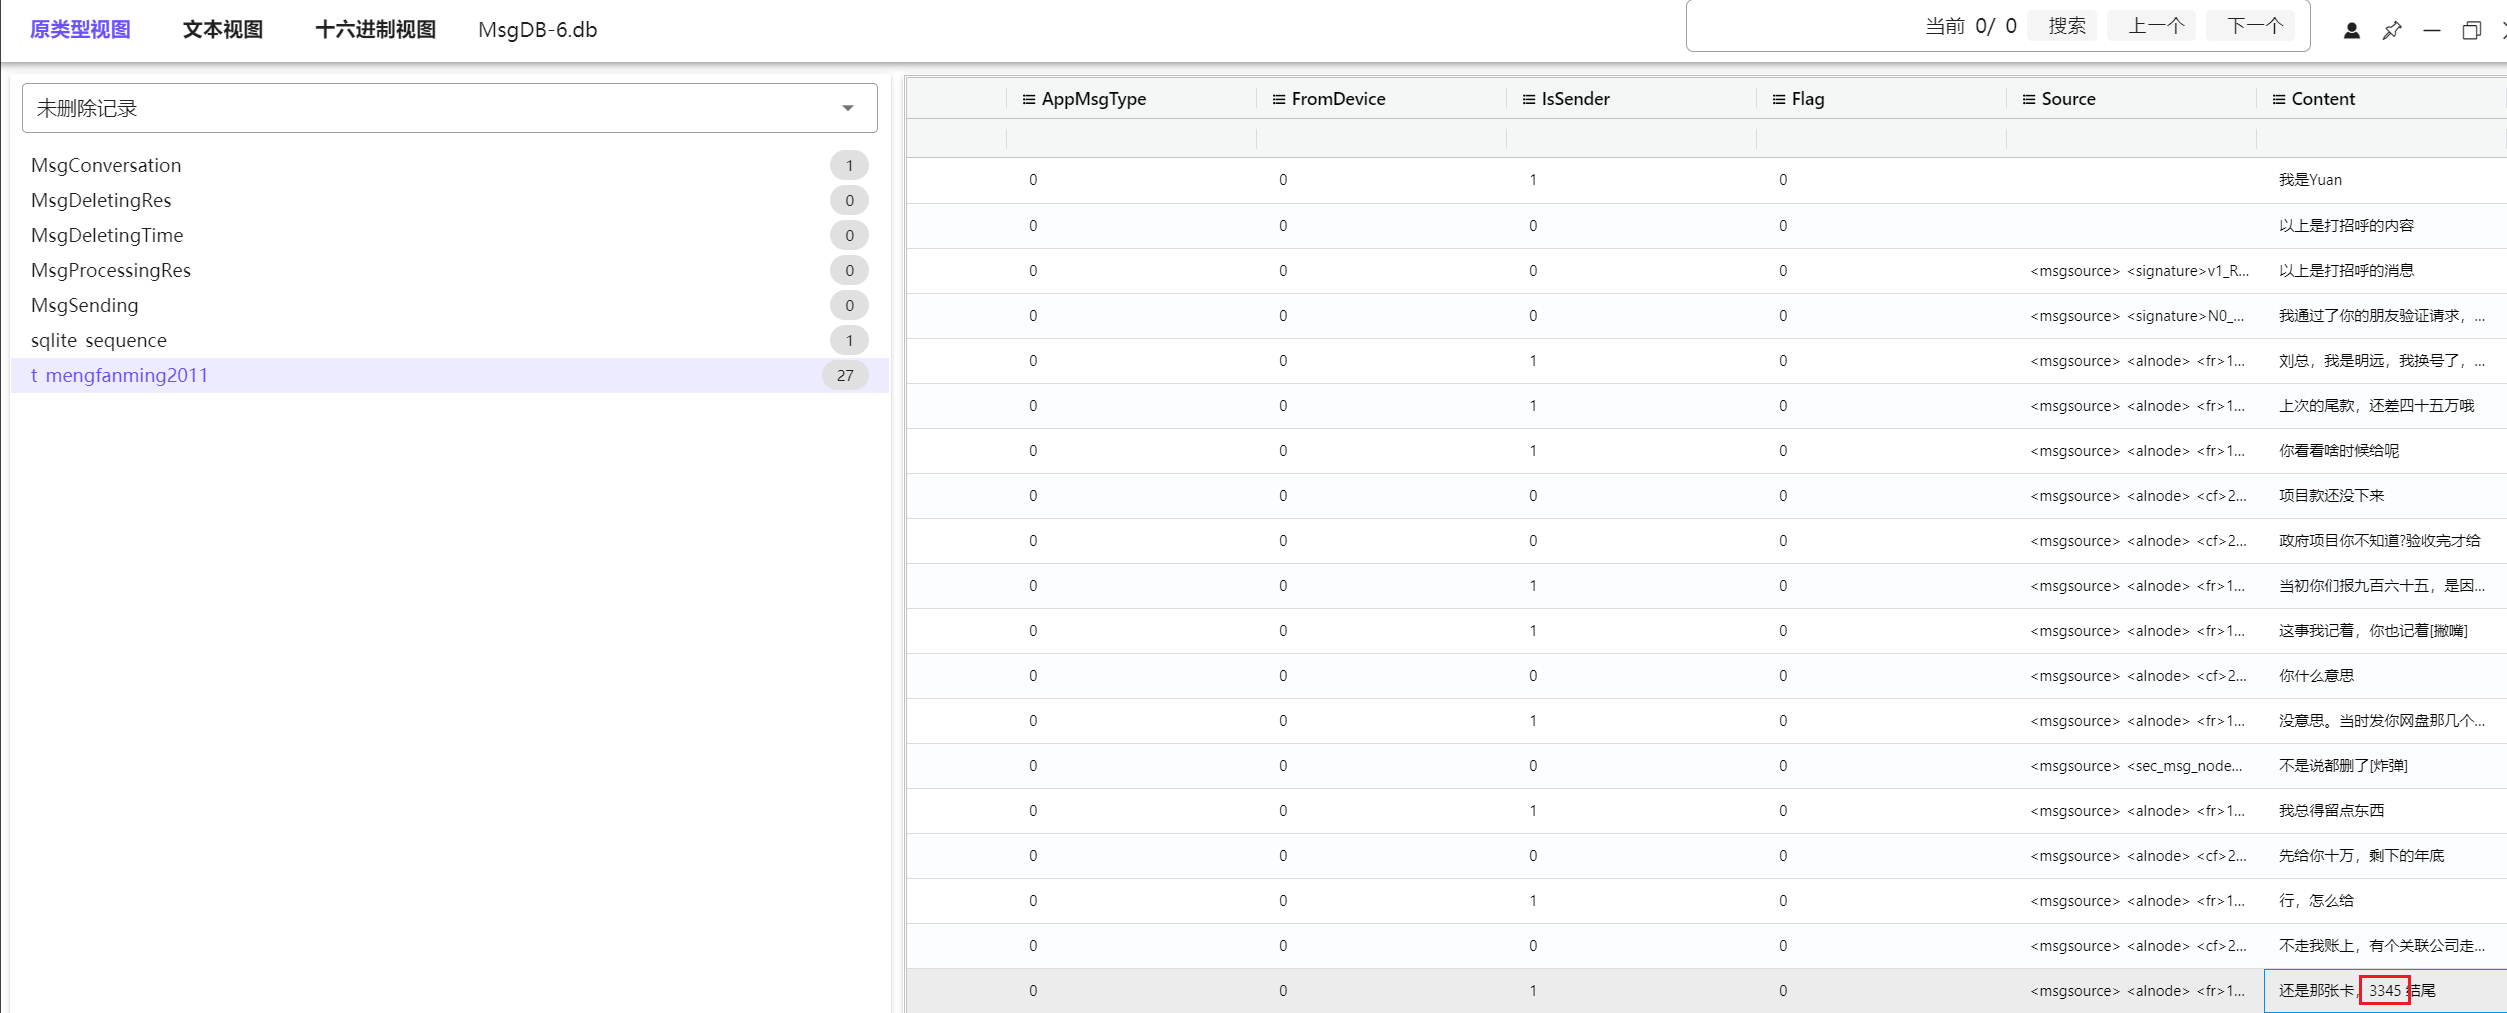 原类型视图 文本视图 十六进制视图 MsgDB-6.db 当前 0/ 0 搜索 上一个 下一个
未删除记录
MsgConversation 1
MsgDeletingRes 0
MsgDeletingTime 0
MsgProcessingRes 0
MsgSending 0
sqlite sequence 1
t mengfanming2011 27
AppMsgType FromDevice IsSender Flag Source Content
0 0 1 0 我是Yuan
0 0 0 0 以上是打招呼的内容
0 0 0 0 <msgsource> <signature>v1_R... 以上是打招呼的消息
0 0 0 0 <msgsource> <signature>N0_... 我通过了你的朋友验证请求，...
0 0 1 0 <msgsource> <alnode> <fr>1... 刘总，我是明远，我换号了，...
0 0 1 0 <msgsource> <alnode> <fr>1... 上次的尾款，还差四十五万哦
0 0 1 0 <msgsource> <alnode> <fr>1... 你看看啥时候给呢
0 0 0 0 <msgsource> <alnode> <cf>2... 项目款还没下来
0 0 0 0 <msgsource> <alnode> <cf>2... 政府项目你不知道?验收完才给
0 0 1 0 <msgsource> <alnode> <fr>1... 当初你们报九百六十五，是因...
0 0 1 0 <msgsource> <alnode> <fr>1... 这事我记着，你也记着[撇嘴]
0 0 0 0 <msgsource> <alnode> <cf>2... 你什么意思
0 0 1 0 <msgsource> <alnode> <fr>1... 没意思。当时发你网盘那几个...
0 0 0 0 <msgsource> <sec_msg_node... 不是说都删了[炸弹]
0 0 1 0 <msgsource> <alnode> <fr>1... 我总得留点东西
0 0 0 0 <msgsource> <alnode> <cf>2... 先给你十万，剩下的年底
0 0 1 0 <msgsource> <alnode> <fr>1... 行，怎么给
0 0 0 0 <msgsource> <alnode> <cf>2... 不走我账上，有个关联公司走...
0 0 1 0 <msgsource> <alnode> <fr>1... 还是那张卡，3345 结尾